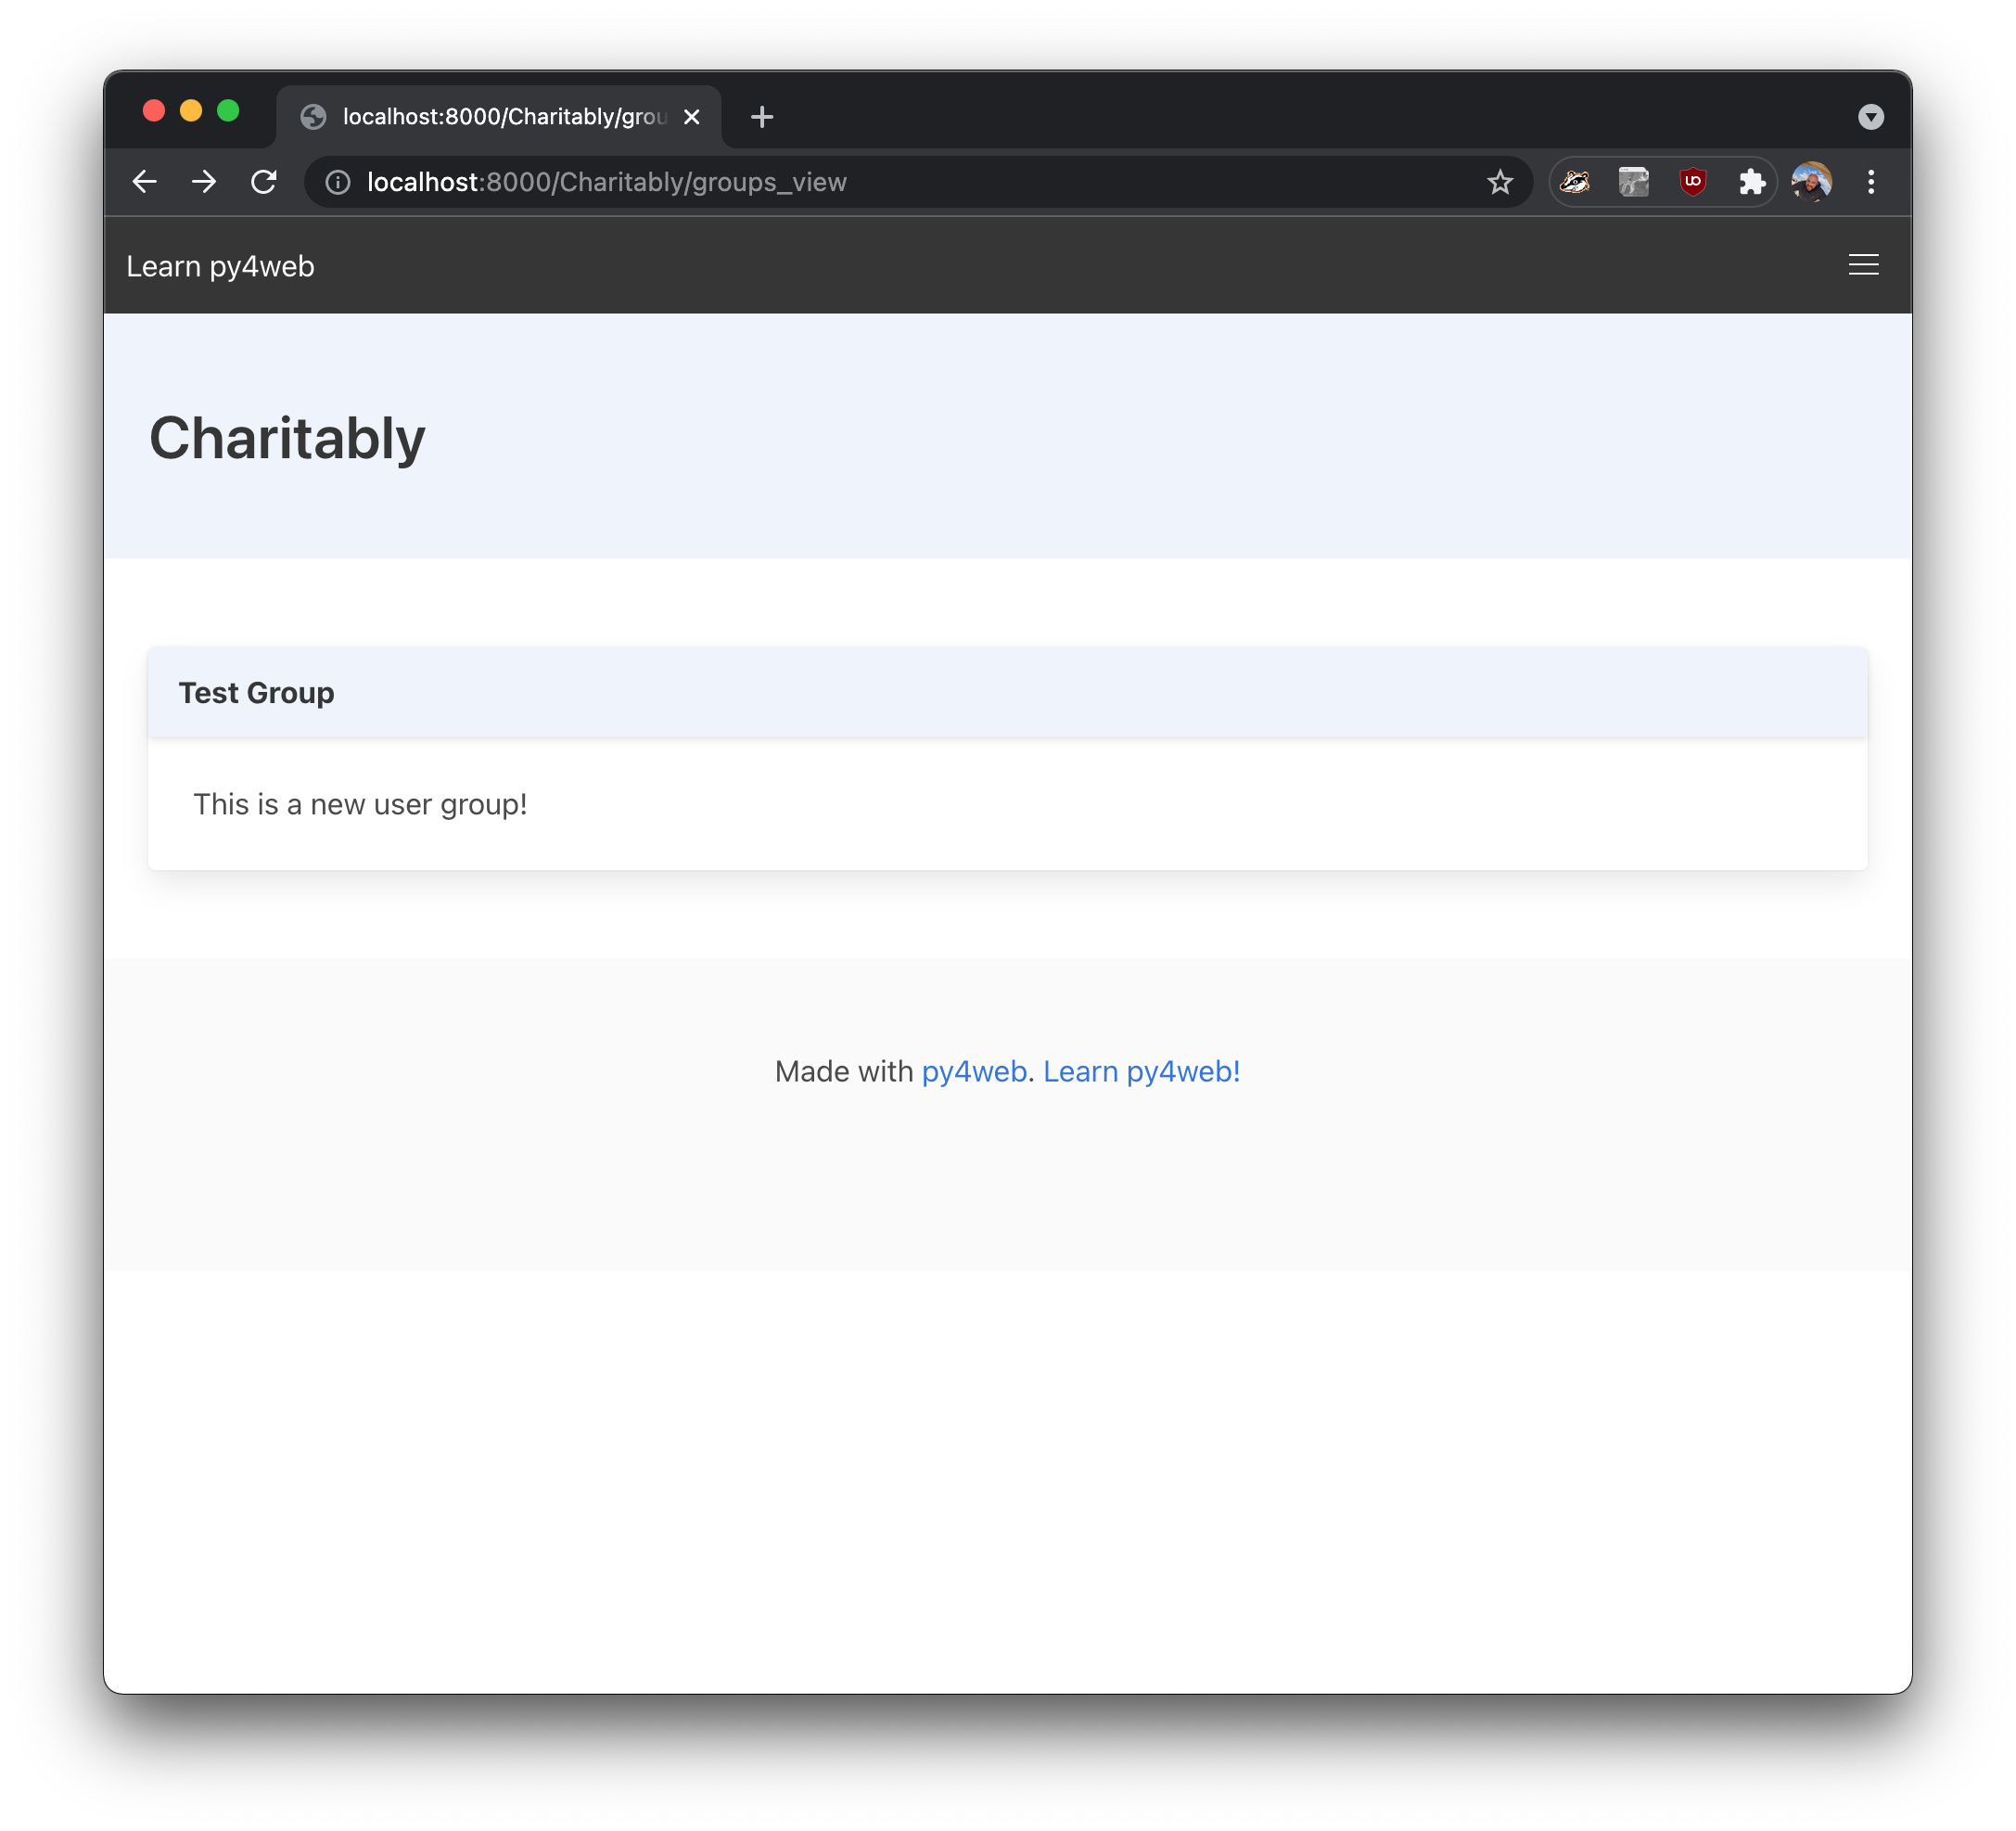 localhost:8000/Charitably/grou
localhost:8000/Charitably/groups_view
Learn py4web
Charitably
Test Group
This is a new user group!
Made with py4web. Learn py4web!